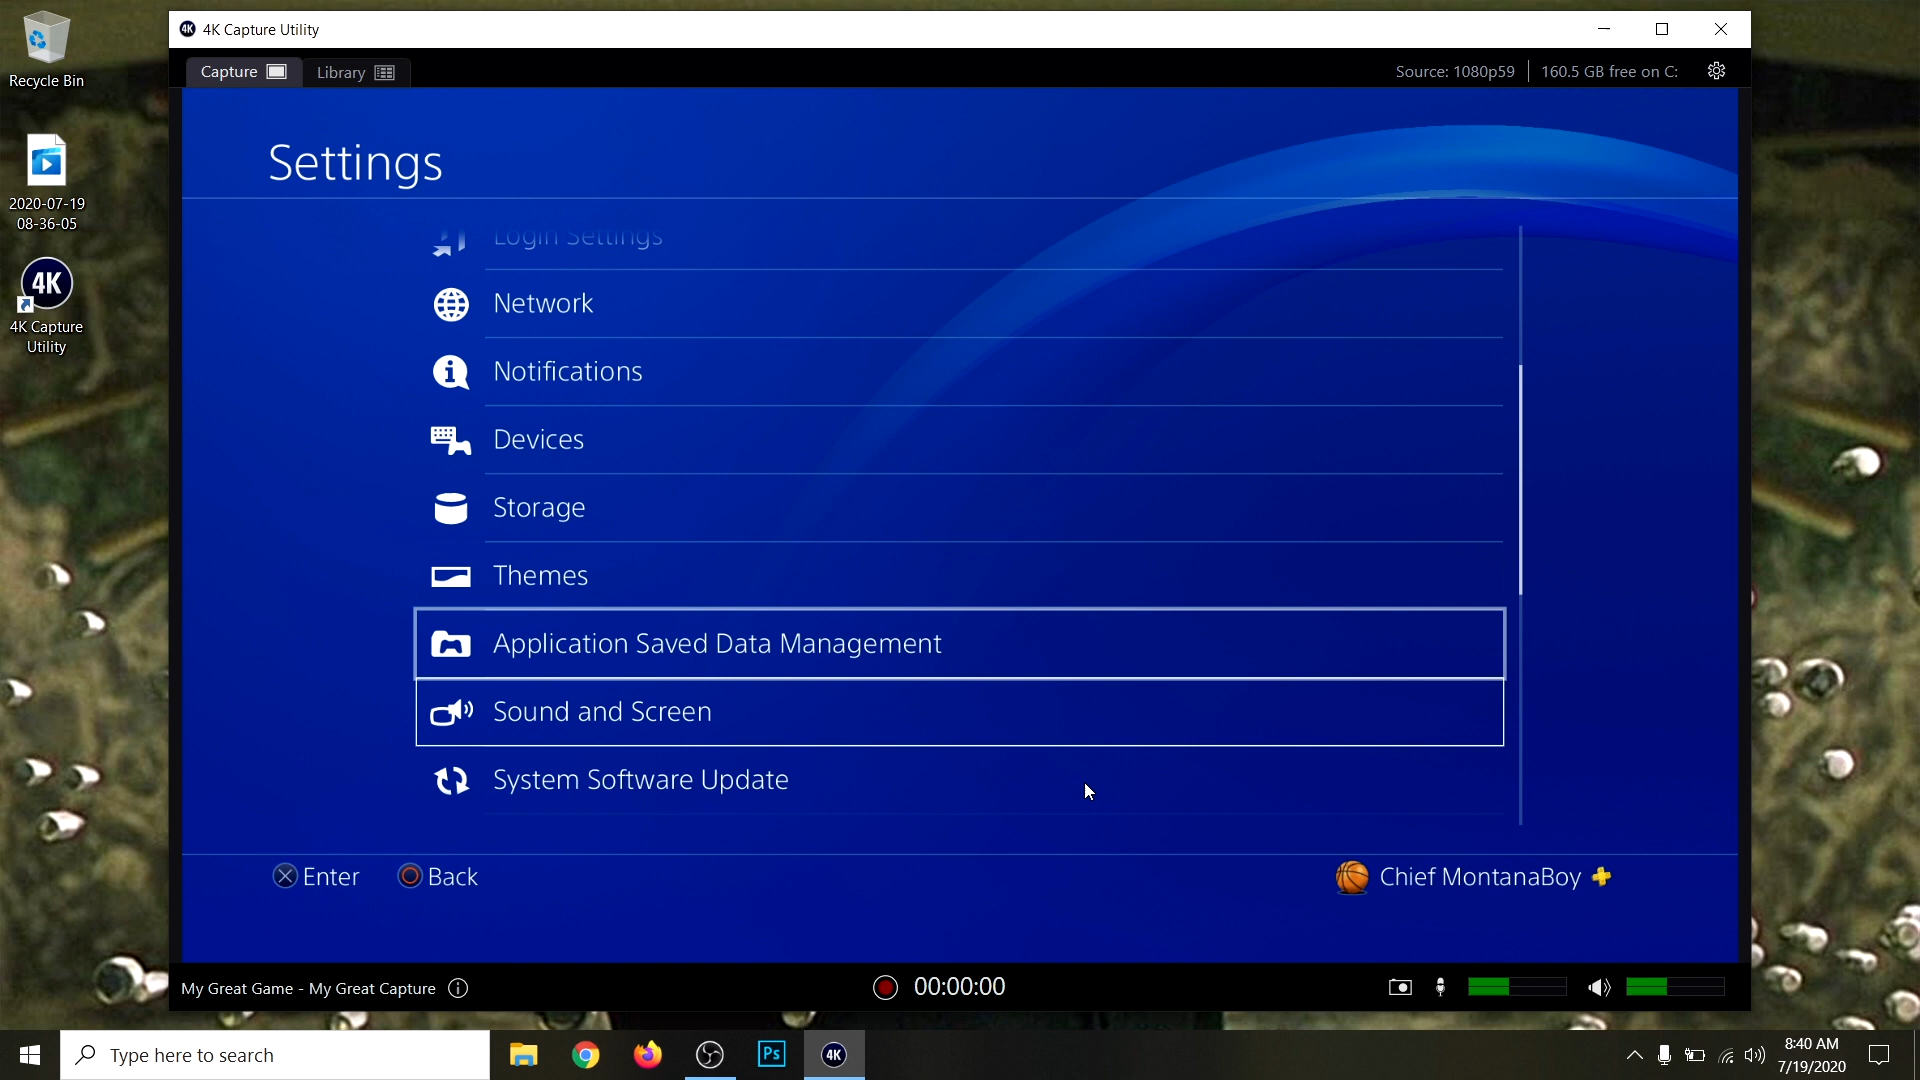 4K 4K Capture Utility
Recycle Bin
Capture
Library
Source: 1080p59
160.5 GB free on C:
Settings
Login Settings
Network
Notifications
Devices
Storage
Themes
Application Saved Data Management
Sound and Screen
System Software Update
Enter
Back
Chief MontanaBoy
2020-07-19
08-36-05
4K
4K Capture
Utility
My Great Game - My Great Capture
00:00:00
Type here to search
Ps
4K
8:40 AM
7/19/2020